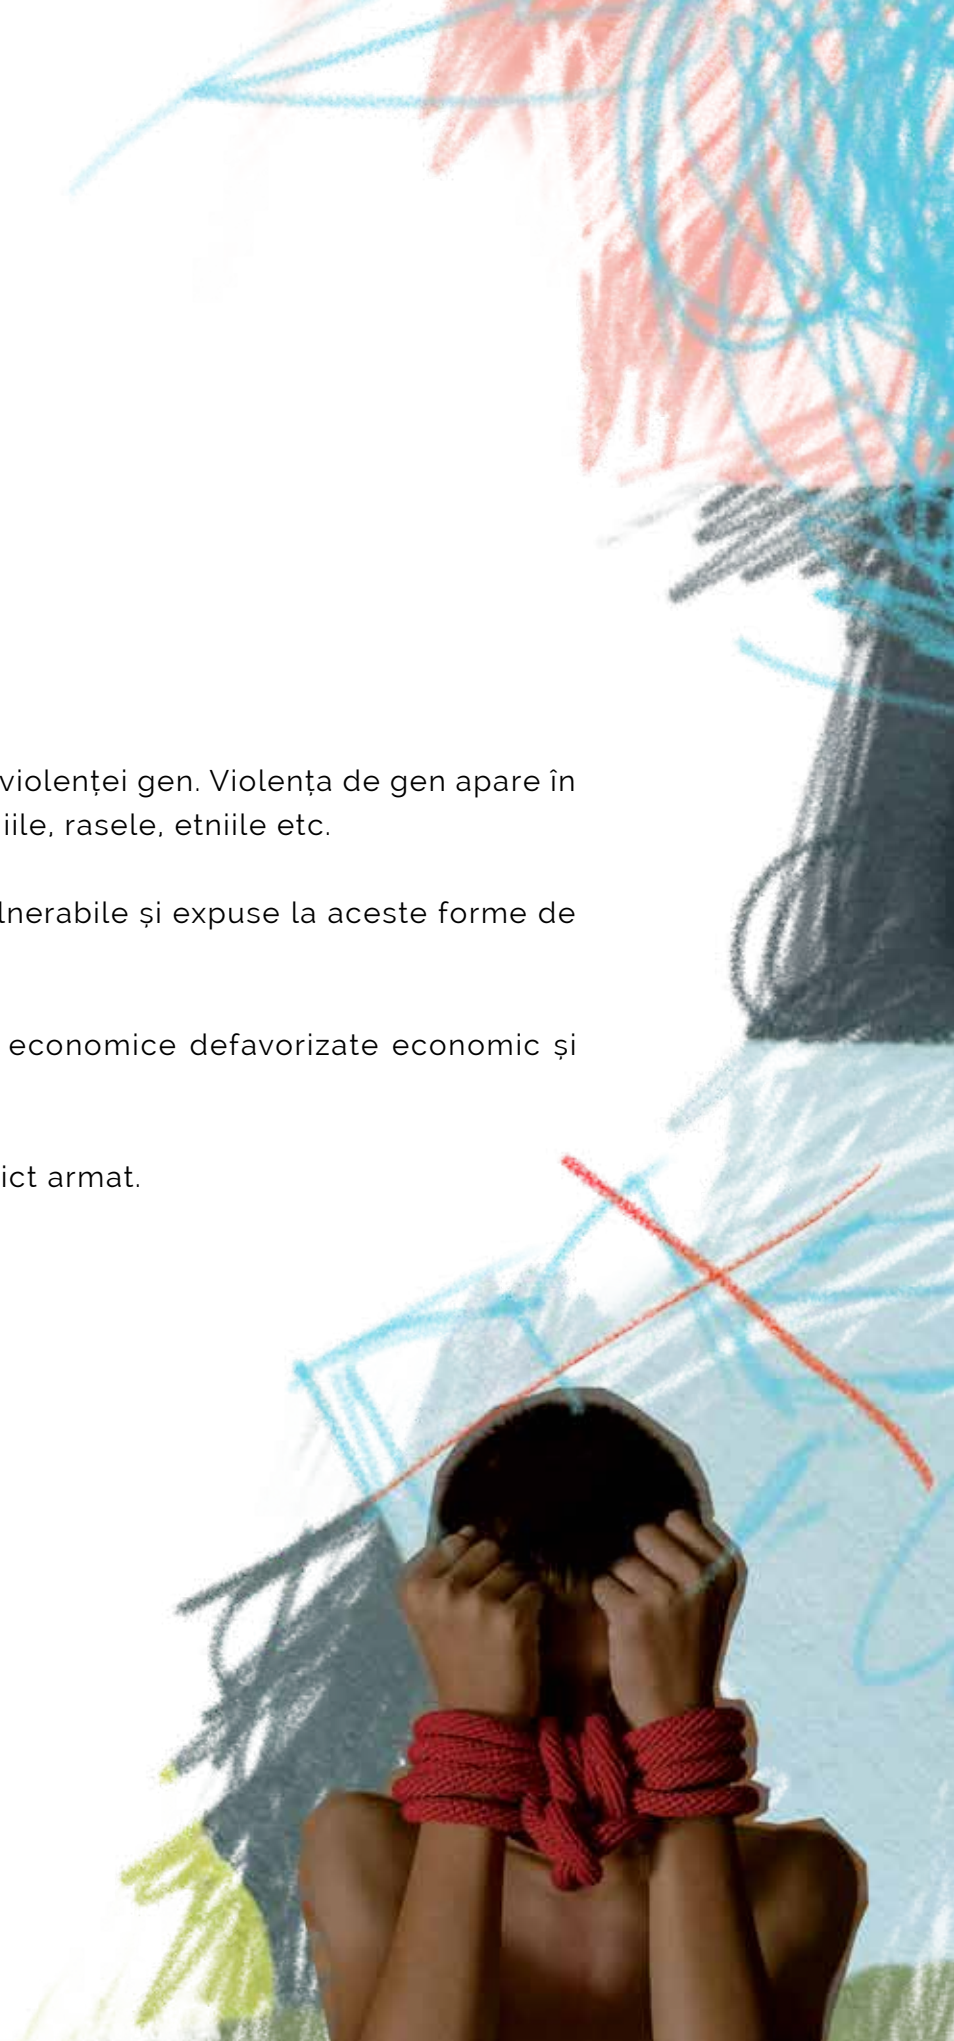 violenței gen. Violența de gen apare în
iile, rasele, etniile etc.
lnerabile și expuse la aceste forme de
economice defavorizate economic și
ict armat.